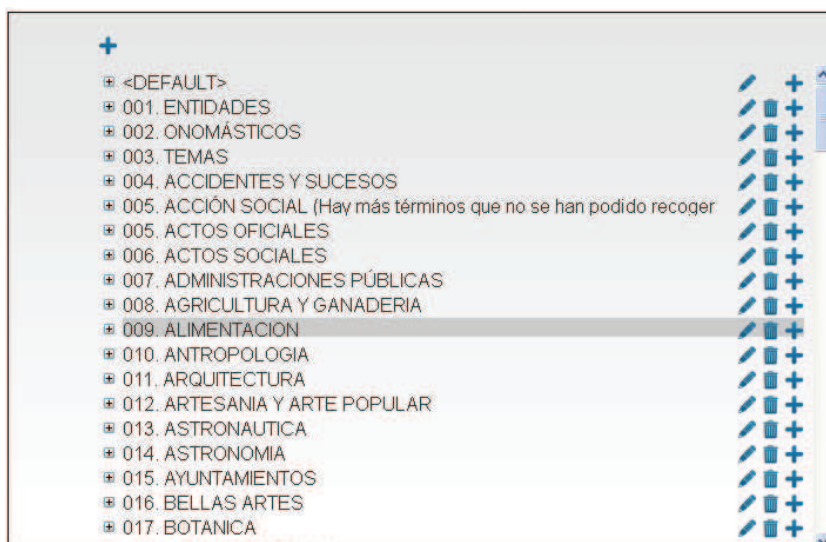 <DEFAULT>
001. ENTIDADES
002. ONOMÁSTICOS
003. TEMAS
004. ACCIDENTES Y SUCESOS
005. ACCIÓN SOCIAL (Hay más términos que no se han podido recoger
005. ACTOS OFICIALES
006. ACTOS SOCIALES
007. ADMINISTRACIONES PÚBLICAS
008. AGRICULTURA Y GANADERIA
009. ALIMENTACION
010. ANTROPOLOGIA
011. ARQUITECTURA
012. ARTESANIA Y ARTE POPULAR
013. ASTRONAUTICA
014. ASTRONOMIA
015. AYUNTAMIENTOS
016. BELLAS ARTES
017. BOTANICA